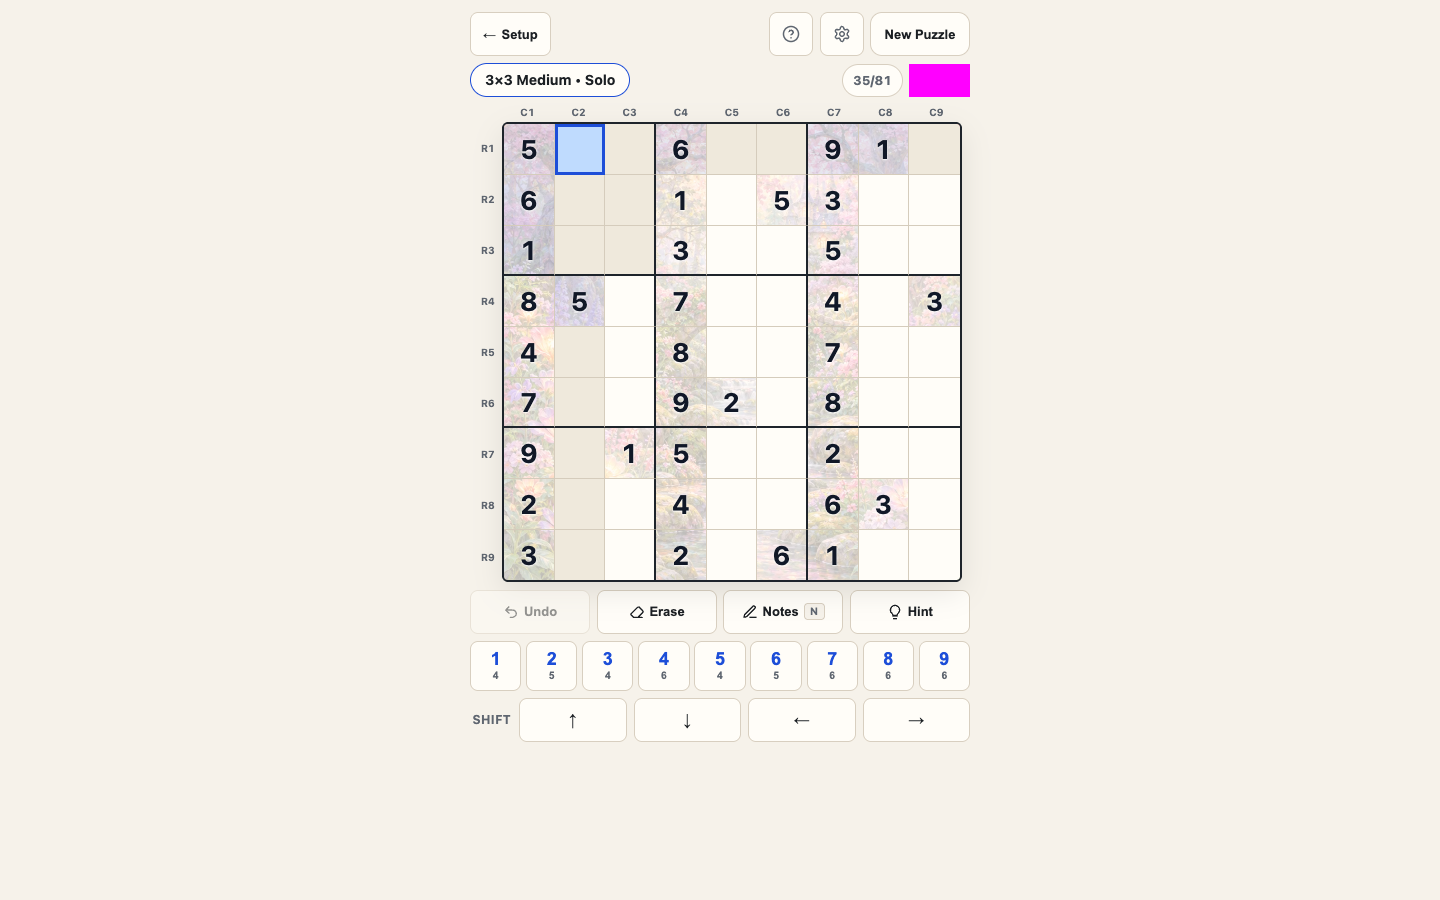 ← Setup
New Puzzle
3×3 Medium • Solo
35/81
C1 C2 C3 C4 C5 C6 C7 C8 C9
R1 5 6 9 1
R2 6 1 5 3
R3 1 3 5
R4 8 5 7 4 3
R5 4 8 7
R6 7 9 2 8
R7 9 1 5 2
R8 2 4 6 3
R9 3 2 6 1
Undo Erase Notes N Hint
1 2 3 4 5 6 7 8 9
4 5 4 6 4 5 6 6 6
SHIFT ↑ ↓ ← →